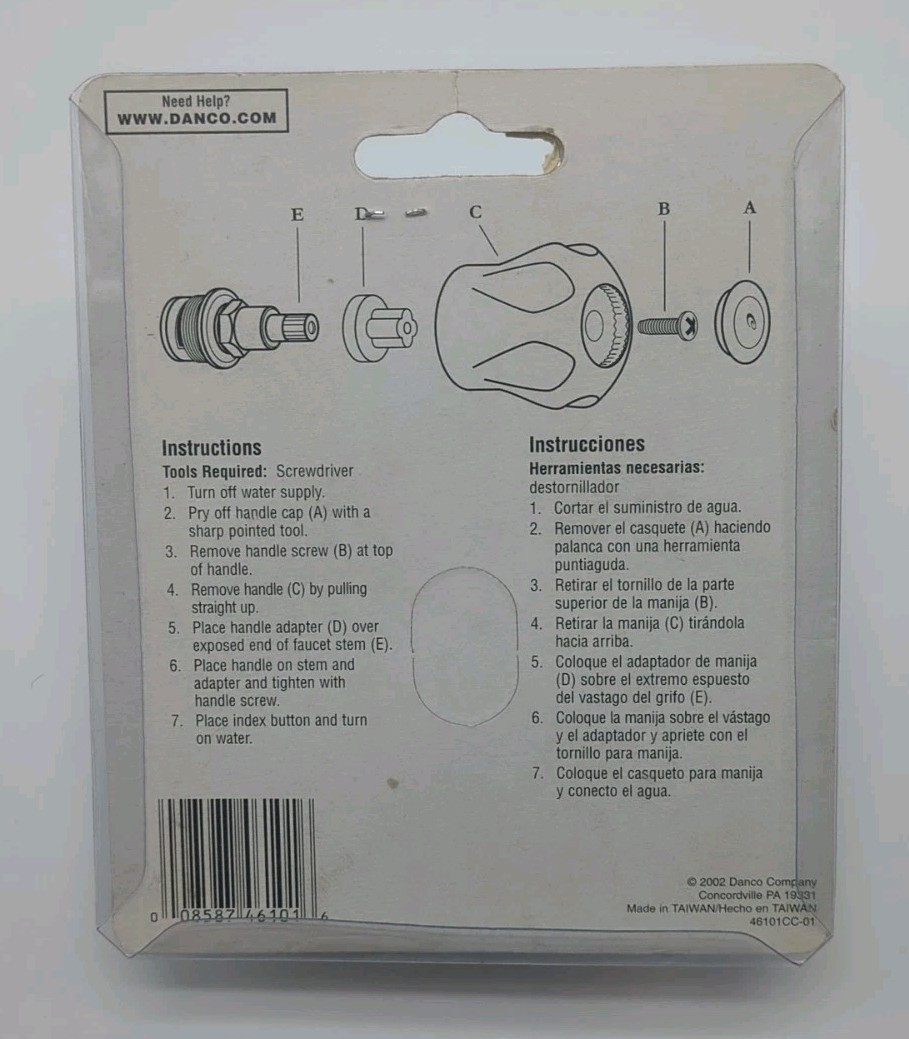 Need Help?
WWW.DANCO.COM
E D C B A
Instructions
Tools Required: Screwdriver
1. Turn off water supply.
2. Pry off handle cap (A) with a
sharp pointed tool.
3. Remove handle screw (B) at top
of handle.
4. Remove handle (C) by pulling
straight up.
5. Place handle adapter (D) over
exposed end of faucet stem (E).
6. Place handle on stem and
adapter and tighten with
handle screw.
7. Place index button and turn
on water.
Instrucciones
Herramientas necesarias:
destornillador
1. Cortar el suministro de agua.
2. Remover el casquete (A) haciendo
palanca con una herramienta
puntiaguda.
3. Retirar el tornillo de la parte
superior de la manija (B).
4. Retirar la manija (C) tirándola
hacia arriba.
5. Coloque el adaptador de manija
(D) sobre el extremo espuesto
del vastago del grifo (E).
6. Coloque la manija sobre el vástago
y el adaptador y apriete con el
tornillo para manija.
7. Coloque el casqueto para manija
y conecto el agua.
0 08587 46101 6
© 2002 Danco Company
Concordville PA 19331
Made in TAIWAN/Hecho en TAIWAN
46101CC-01